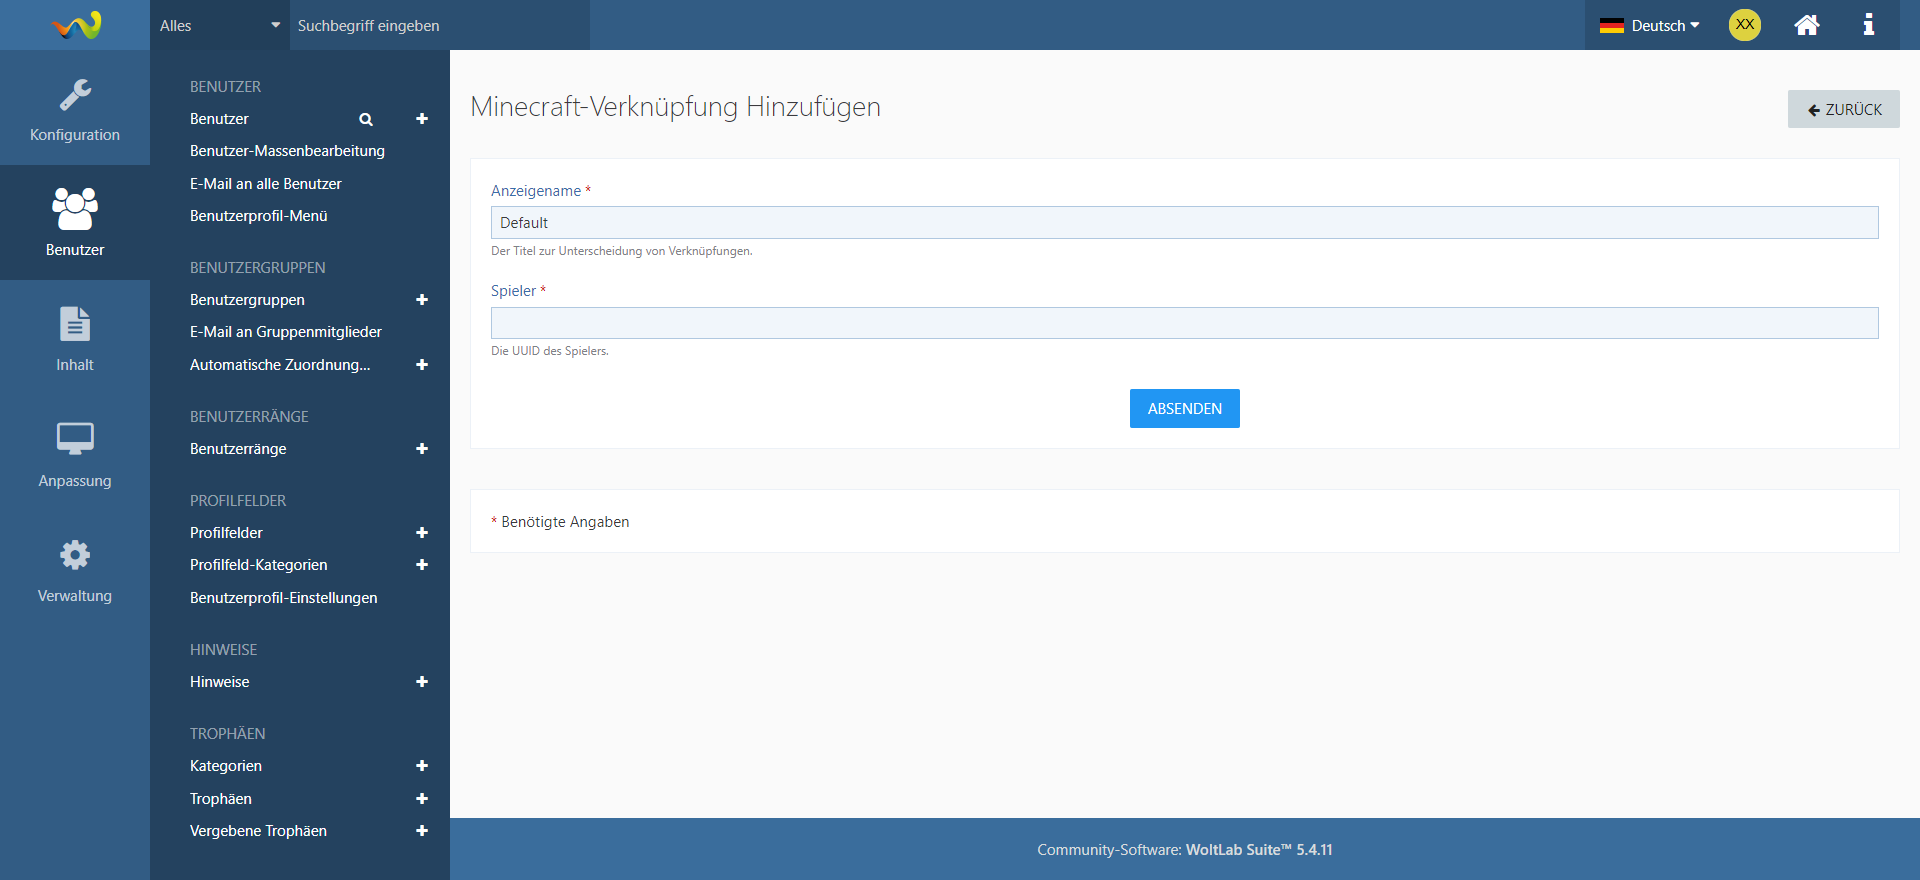 Alles
Suchbegriff eingeben
Deutsch
XX
Konfiguration
Benutzer
Inhalt
Anpassung
Verwaltung
BENUTZER
Benutzer
Benutzer-Massenbearbeitung
E-Mail an alle Benutzer
Benutzerprofil-Menü
BENUTZERGRUPPEN
Benutzergruppen
E-Mail an Gruppenmitglieder
Automatische Zuordnung...
BENUTZERRÄNGE
Benutzerränge
PROFILFELDER
Profilfelder
Profilfeld-Kategorien
Benutzerprofil-Einstellungen
HINWEISE
Hinweise
TROPHÄEN
Kategorien
Trophäen
Vergebene Trophäen
Minecraft-Verknüpfung Hinzufügen
ZURÜCK
Anzeigename *
Default
Der Titel zur Unterscheidung von Verknüpfungen.
Spieler *
Die UUID des Spielers.
ABSENDEN
* Benötigte Angaben
Community-Software: WoltLab Suite™ 5.4.11